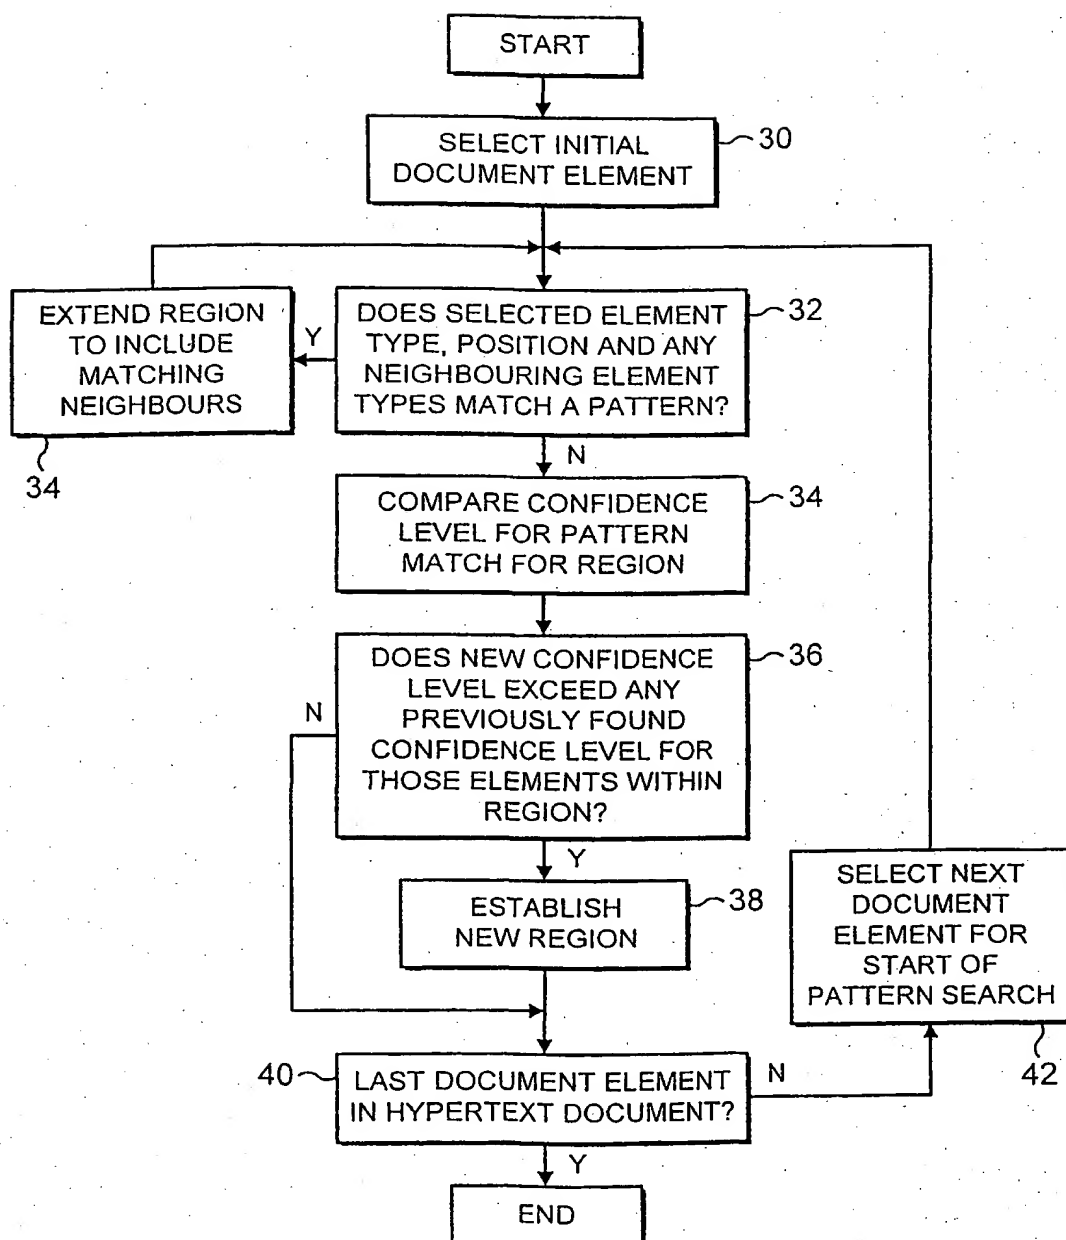 START
SELECT INITIAL
DOCUMENT ELEMENT
30
EXTEND REGION
TO INCLUDE
MATCHING
NEIGHBOURS
34
Y
DOES SELECTED ELEMENT
TYPE, POSITION AND ANY
NEIGHBOURING ELEMENT
TYPES MATCH A PATTERN?
32
N
COMPARE CONFIDENCE
LEVEL FOR PATTERN
MATCH FOR REGION
34
DOES NEW CONFIDENCE
LEVEL EXCEED ANY
PREVIOUSLY FOUND
CONFIDENCE LEVEL FOR
THOSE ELEMENTS WITHIN
REGION?
36
N
Y
ESTABLISH
NEW REGION
38
SELECT NEXT
DOCUMENT
ELEMENT FOR
START OF
PATTERN SEARCH
42
40
LAST DOCUMENT ELEMENT
IN HYPERTEXT DOCUMENT?
N
Y
END